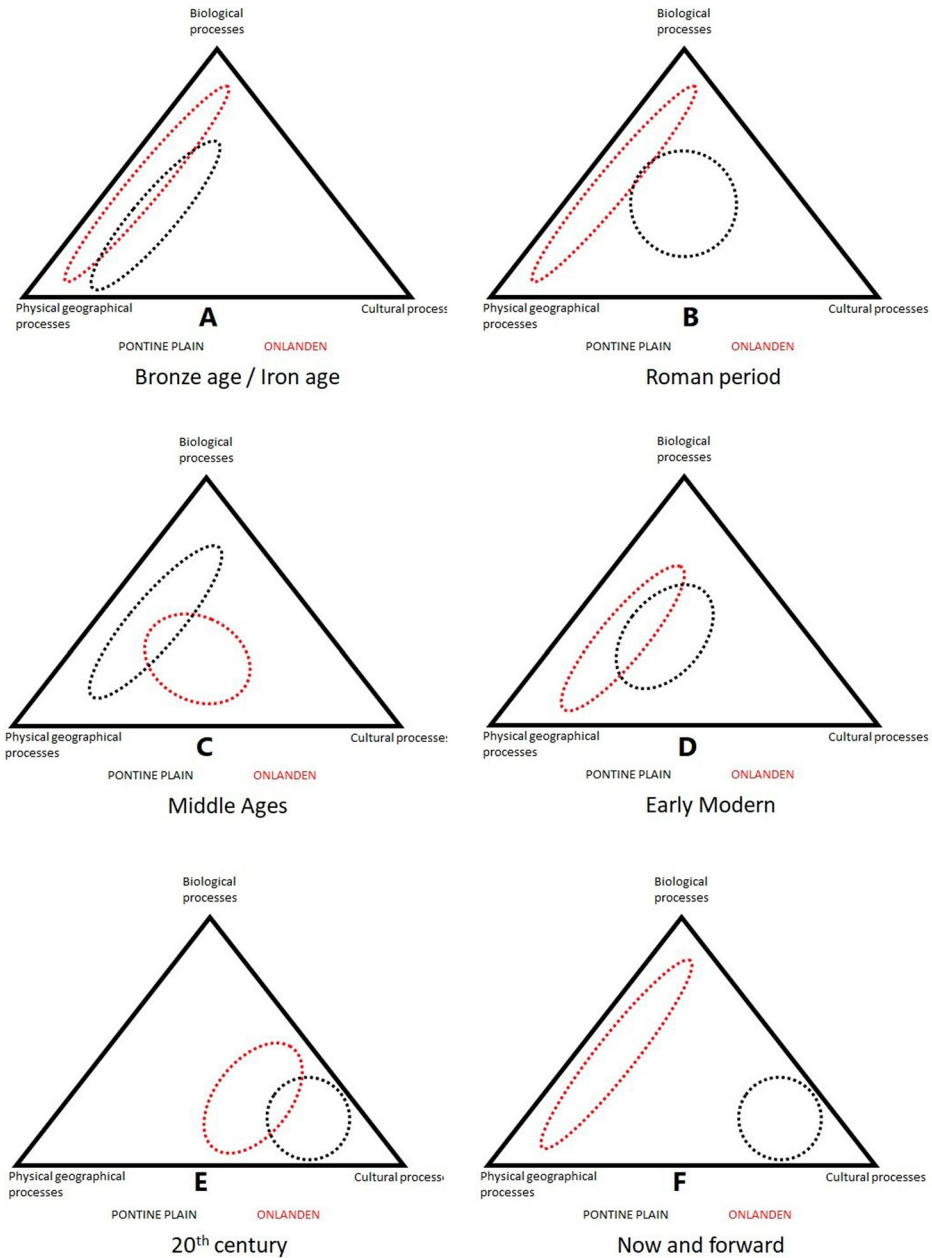 Biological
processes
Physical geographical
processes
Cultural process
A
PONTINE PLAIN ONLANDEN
Bronze age / Iron age
Biological
processes
Physical geographical
processes
Cultural processes
B
PONTINE PLAIN ONLANDEN
Roman period
Biological
processes
Physical geographical
processes
Cultural processes
C
PONTINE PLAIN ONLANDEN
Middle Ages
Biological
processes
Physical geographical
processes
Cultural processes
D
PONTINE PLAIN ONLANDEN
Early Modern
Biological
processes
Physical geographical
processes
Cultural processes
E
PONTINE PLAIN ONLANDEN
20th century
Biological
processes
Physical geographical
processes
Cultural processes
F
PONTINE PLAIN ONLANDEN
Now and forward